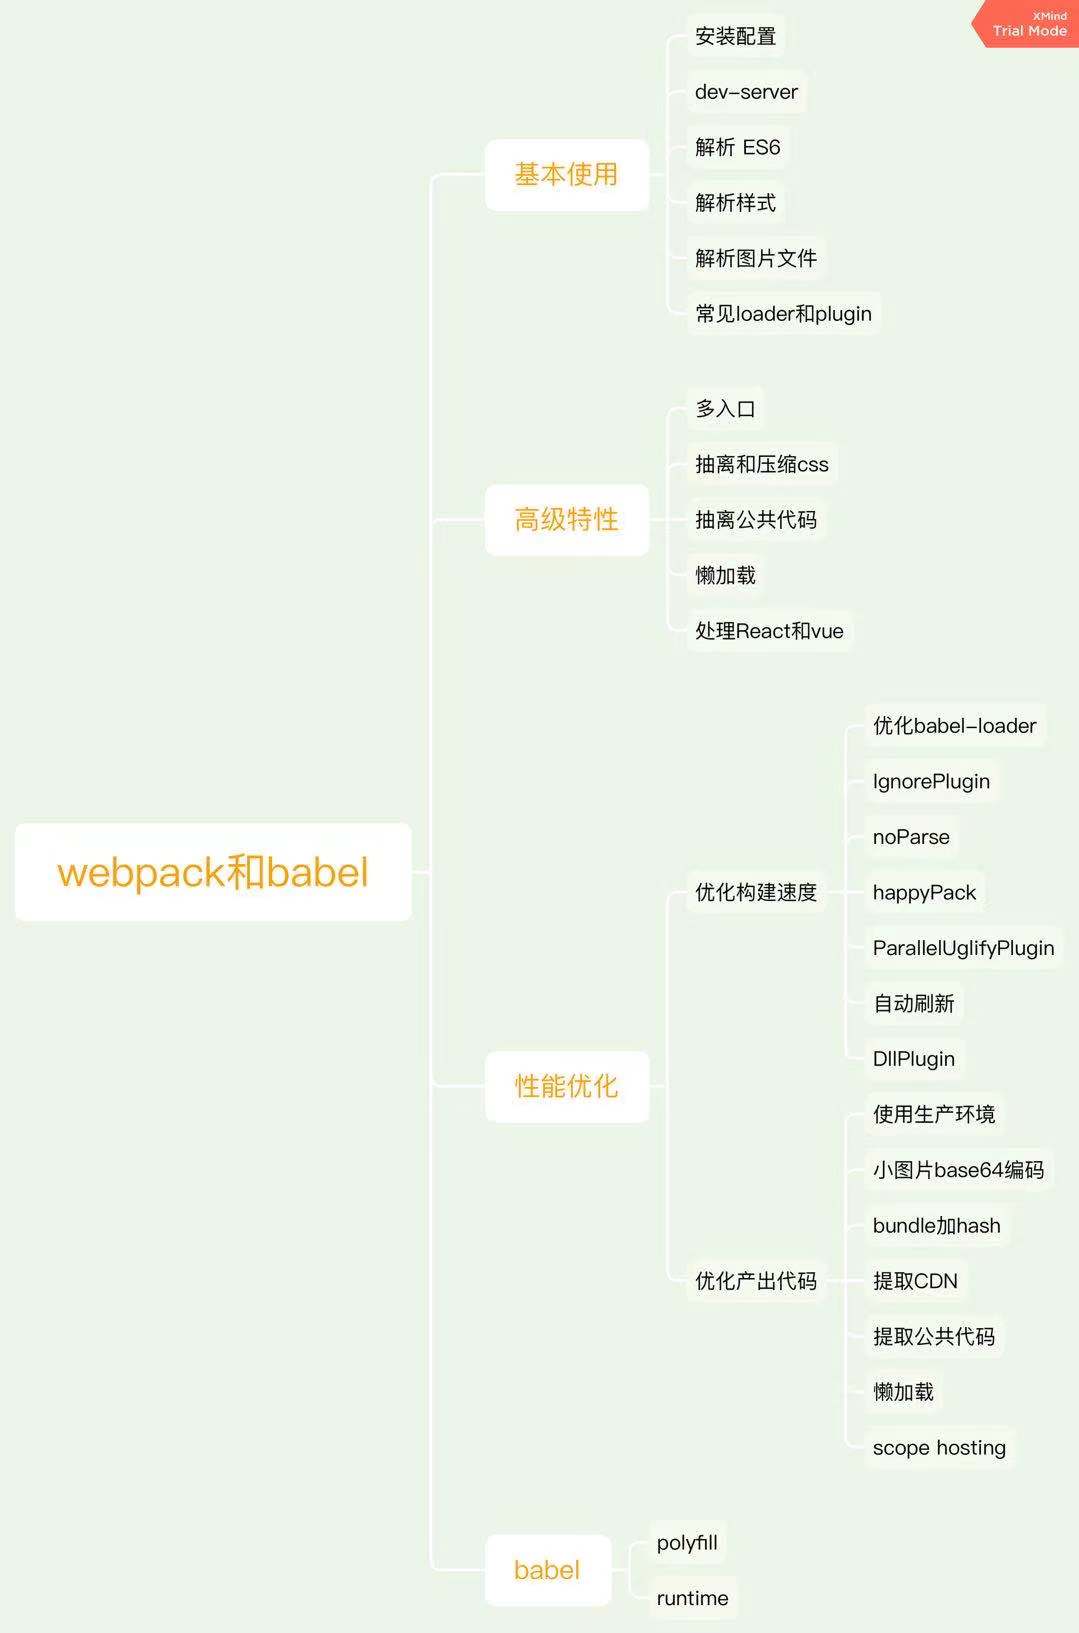 XMind
Trial Mode
webpack和babel
基本使用
安装配置
dev-server
解析 ES6
解析样式
解析图片文件
常见loader和plugin
高级特性
多入口
抽离和压缩css
抽离公共代码
懒加载
处理React和vue
性能优化
优化构建速度
优化babel-loader
IgnorePlugin
noParse
happyPack
ParallelUglifyPlugin
自动刷新
DllPlugin
优化产出代码
使用生产环境
小图片base64编码
bundle加hash
提取CDN
提取公共代码
懒加载
scope hosting
babel
polyfill
runtime